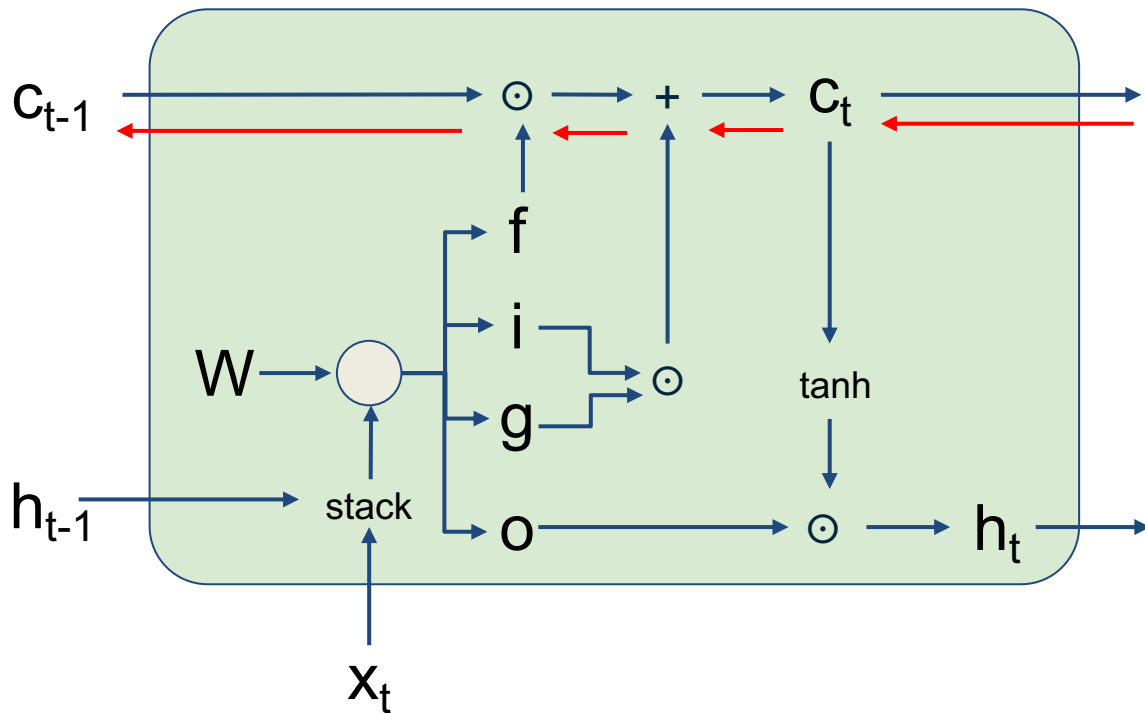 c_{t-1} ⊙ + c_t
f
i
W ⊙ tanh
g
h_{t-1} stack o ⊙ h_t
x_t